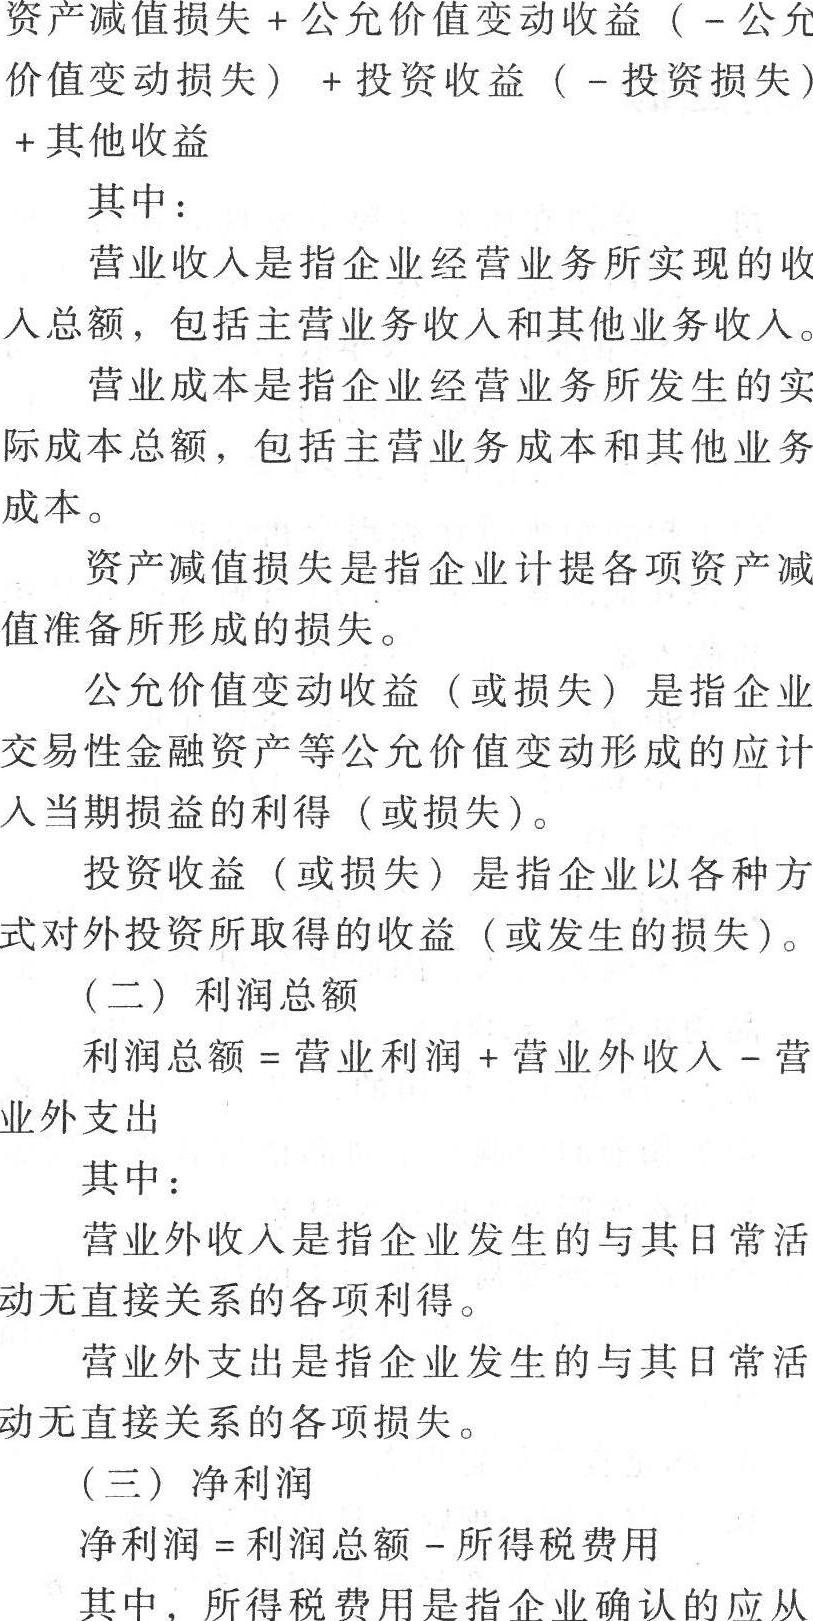 资产减值损失+公允价值变动收益（-公允
价值变动损失）+投资收益（-投资损失）
+其他收益
其中：
营业收入是指企业经营业务所实现的收
入总额，包括主营业务收入和其他业务收入。
营业成本是指企业经营业务所发生的实
际成本总额，包括主营业务成本和其他业务
成本。
资产减值损失是指企业计提各项资产减
值准备所形成的损失。
公允价值变动收益（或损失）是指企业
交易性金融资产等公允价值变动形成的应计
入当期损益的利得（或损失）。
投资收益（或损失）是指企业以各种方
式对外投资所取得的收益（或发生的损失）。
（二）利润总额
利润总额=营业利润+营业外收入-营
业外支出
其中：
营业外收入是指企业发生的与其日常活
动无直接关系的各项利得。
营业外支出是指企业发生的与其日常活
动无直接关系的各项损失。
（三）净利润
净利润=利润总额-所得税费用
其中，所得税费用是指企业确认的应从